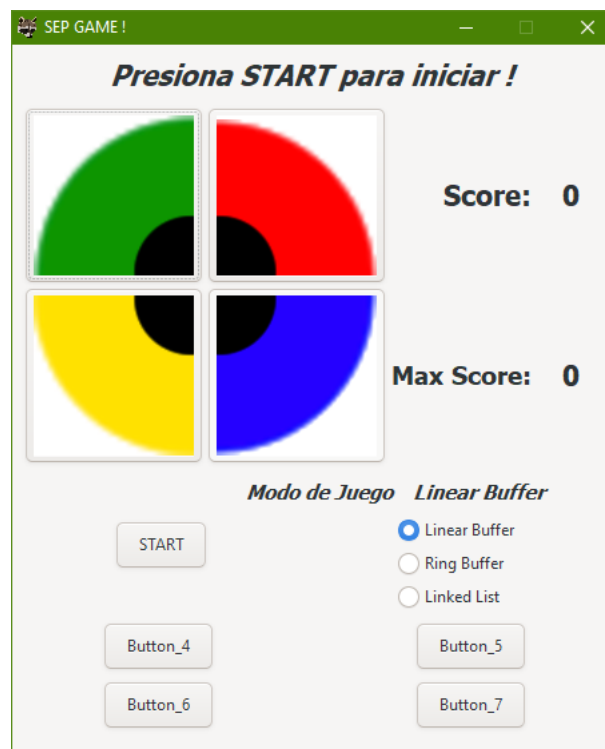 SEP GAME !
Presiona START para iniciar !
Score: 0
Max Score: 0
Modo de Juego Linear Buffer
START
Linear Buffer
Ring Buffer
Linked List
Button_4 Button_5
Button_6 Button_7